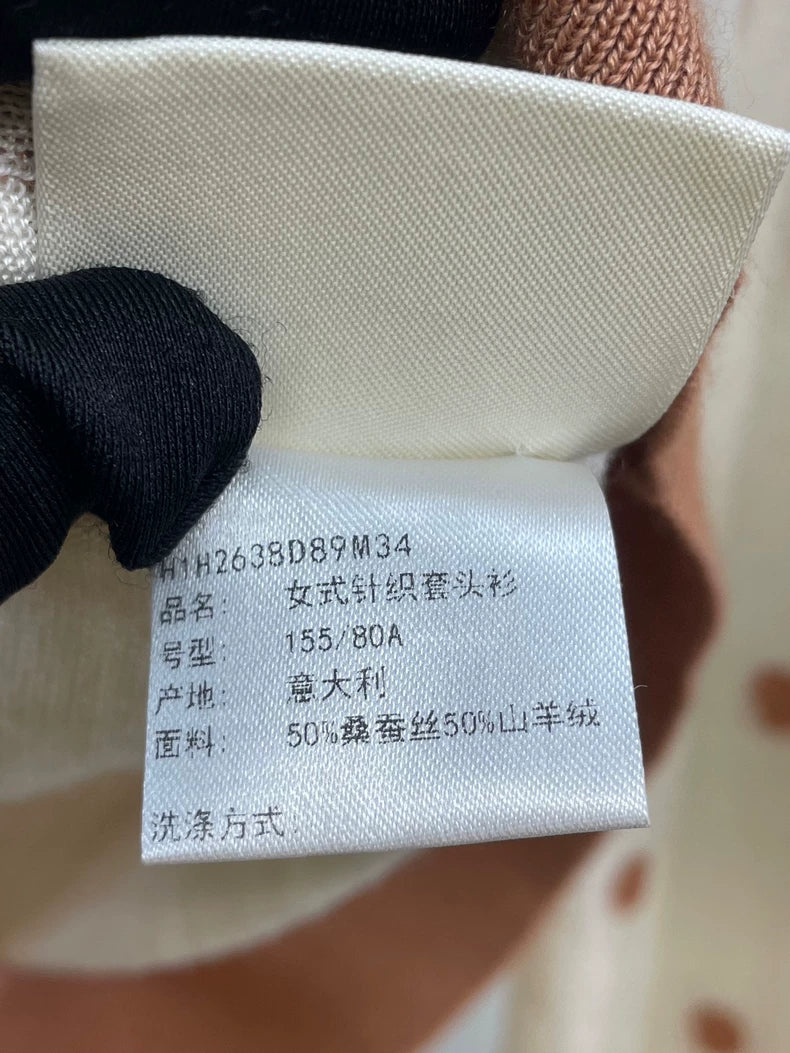 H1H2638D89M34
品名: 女式针织套头衫
号型: 155/80A
产地: 意大利
面料: 50%桑蚕丝50%山羊绒
洗涤方式: